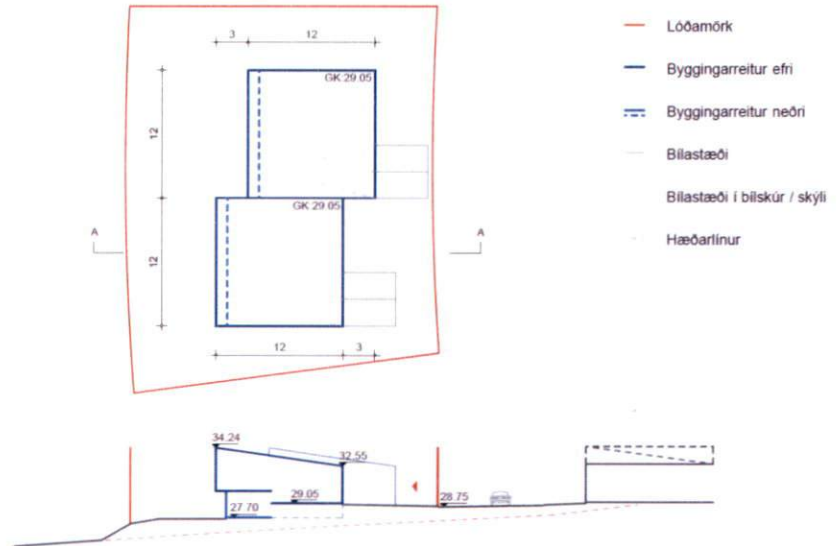 3
12
GK 29.05
12
GK 29.05
A
A
12
12
3
Lóðamörk
Byggingarreitur efri
Byggingarreitur neðri
Bílastæði
Bílastæði í bílskúr / skýli
Hæðarlínur
34.24
32.55
29.05
28.75
27.70